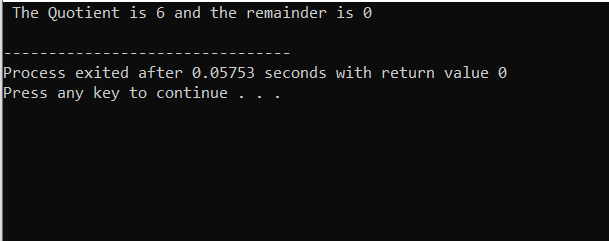 The Quotient is 6 and the remainder is 0
--------------------------------
Process exited after 0.05753 seconds with return value 0
Press any key to continue . . .